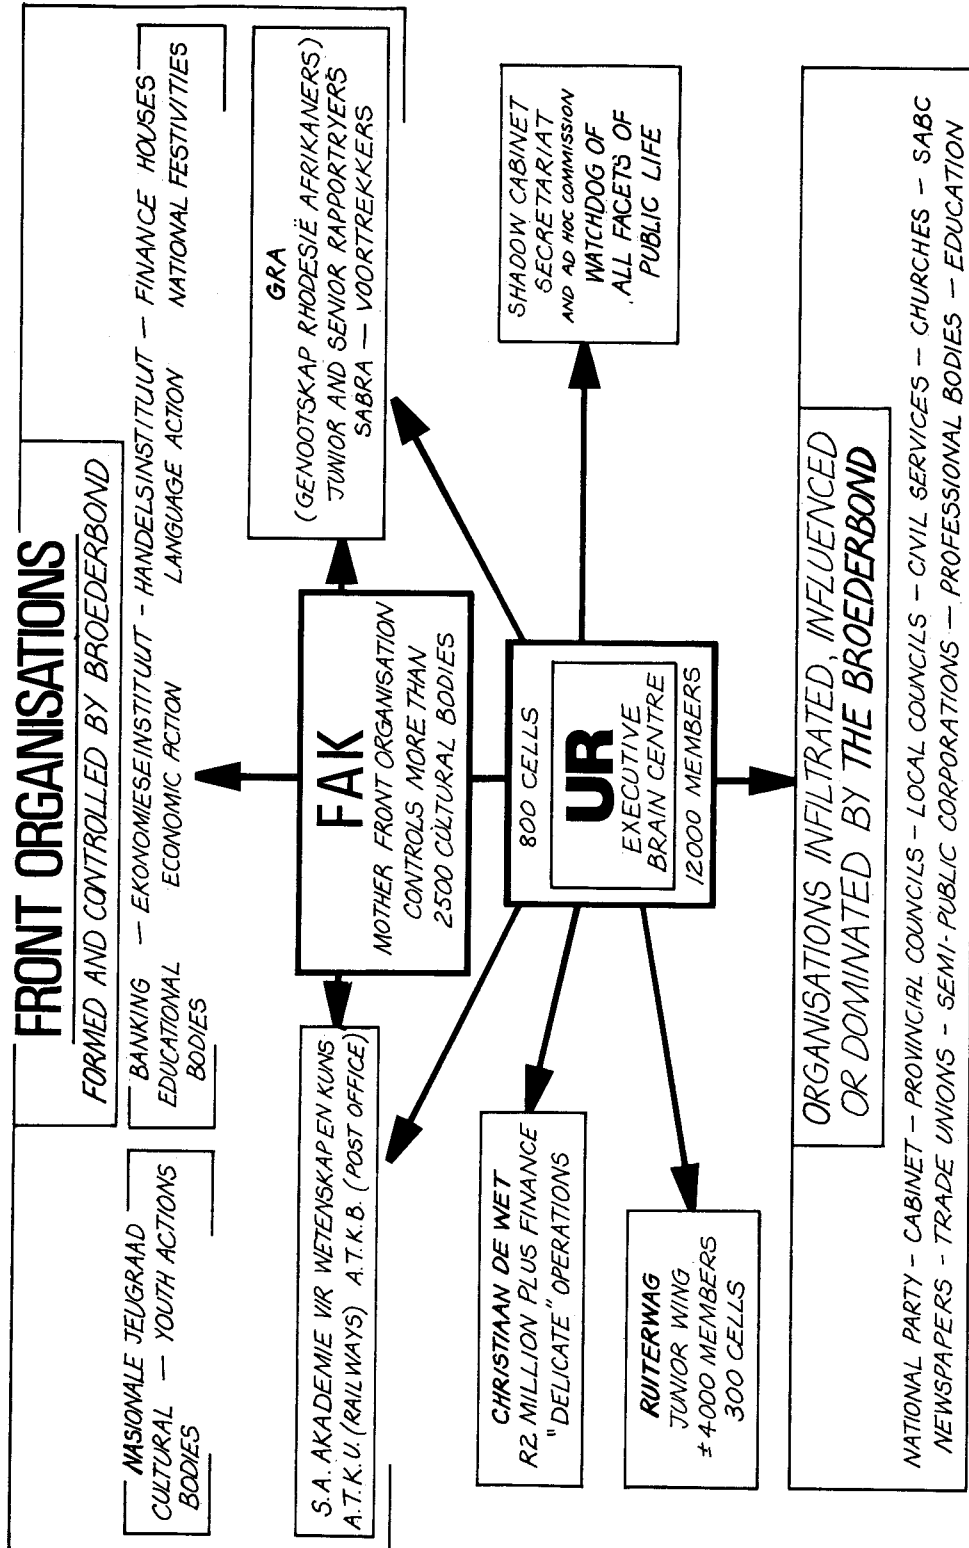 FRONT ORGANISATIONS
FORMED AND CONTROLLED BY BROEDERBOND
NASIONALE JEUGRAAD
CULTURAL — YOUTH ACTIONS
BODIES
BANKING — EKONOMIESEINSTITUUT - HANDELSINSTITUUT — FINANCE HOUSES
EDUCATIONAL ECONOMIC ACTION LANGUAGE ACTION NATIONAL FESTIVITIES
BODIES
S.A. AKADEMIE VIR WETENSKAP EN KUNS
A.T.K.U. (RAILWAYS) A.T.K.B. (POST OFFICE)
FAK
MOTHER FRONT ORGANISATION
CONTROLS MORE THAN
2500 CULTURAL BODIES
GRA
(GENOOTSKAP RHODESIË AFRIKANERS)
JUNIOR AND SENIOR RAPPORTRYERS
SABRA — VOORTREKKERS
CHRISTIAAN DE WET
R2 MILLION PLUS FINANCE
"DELICATE" OPERATIONS
RUITERWAG
JUNIOR WING
±4000 MEMBERS
300 CELLS
800 CELLS
UR
EXECUTIVE
BRAIN CENTRE
12000 MEMBERS
SHADOW CABINET
SECRETARIAT
AND AD HOC COMMISSION
WATCHDOG OF
ALL FACETS OF
PUBLIC LIFE
ORGANISATIONS INFILTRATED, INFLUENCED
OR DOMINATED BY THE BROEDERBOND
NATIONAL PARTY - CABINET — PROVINCIAL COUNCILS - LOCAL COUNCILS - CIVIL SERVICES — CHURCHES — SABC
NEWSPAPERS - TRADE UNIONS - SEMI-PUBLIC CORPORATIONS — PROFESSIONAL BODIES — EDUCATION